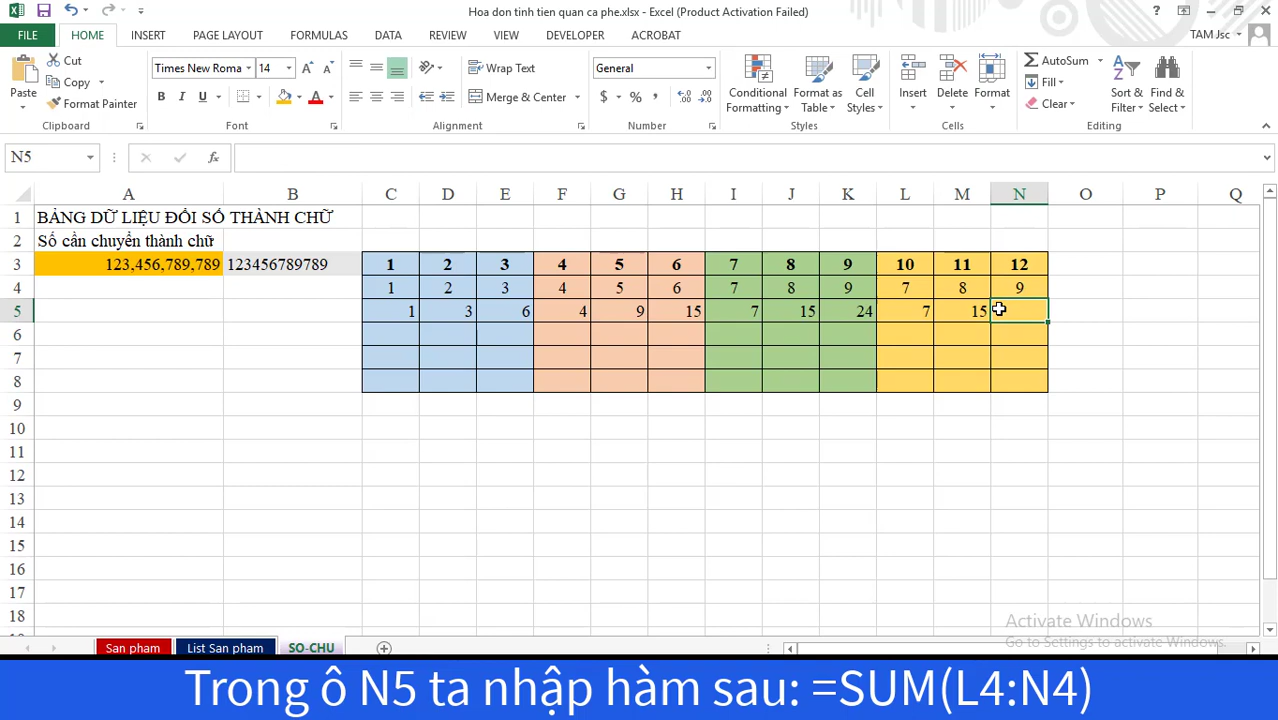 Hoa don tinh tien quan ca phe.xlsx - Excel (Product Activation Failed)
FILE HOME INSERT PAGE LAYOUT FORMULAS DATA REVIEW VIEW DEVELOPER ACROBAT TAM Jsc
Cut
Copy
Format Painter
Paste
Times New Roma 14
B I U
Wrap Text
Merge & Center
General
$ % ,
Conditional Formatting
Format as Table
Cell Styles
Insert
Delete
Format
AutoSum
Fill
Clear
Sort & Filter
Find & Select
Clipboard Font Alignment Number Styles Cells Editing
N5
A B C D E F G H I J K L M N O P Q
1 BẢNG DỮ LIỆU ĐỔI SỐ THÀNH CHỮ
2 Số cần chuyển thành chữ
3 123,456,789,789 123456789789 1 2 3 4 5 6 7 8 9 10 11 12
4 1 2 3 4 5 6 7 8 9 7 8 9
5 1 3 6 4 9 15 7 15 24 7 15
6
7
8
9
10
11
12
13
14
15
16
17
18
Activate Windows
Go to Settings to activate Windows.
San pham List San pham SO-CHU
Trong ô N5 ta nhập hàm sau: =SUM(L4:N4)